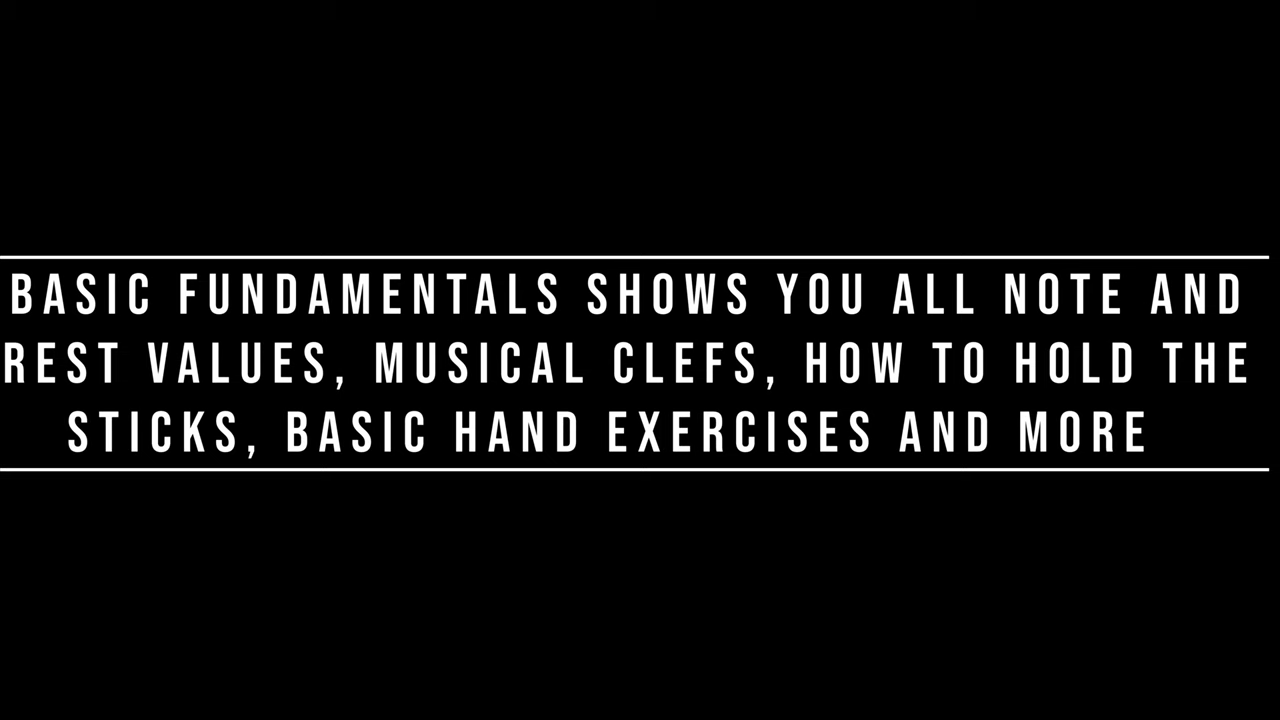 BASIC FUNDAMENTALS SHOWS YOU ALL NOTE AND
REST VALUES, MUSICAL CLEFS, HOW TO HOLD THE
STICKS, BASIC HAND EXERCISES AND MORE